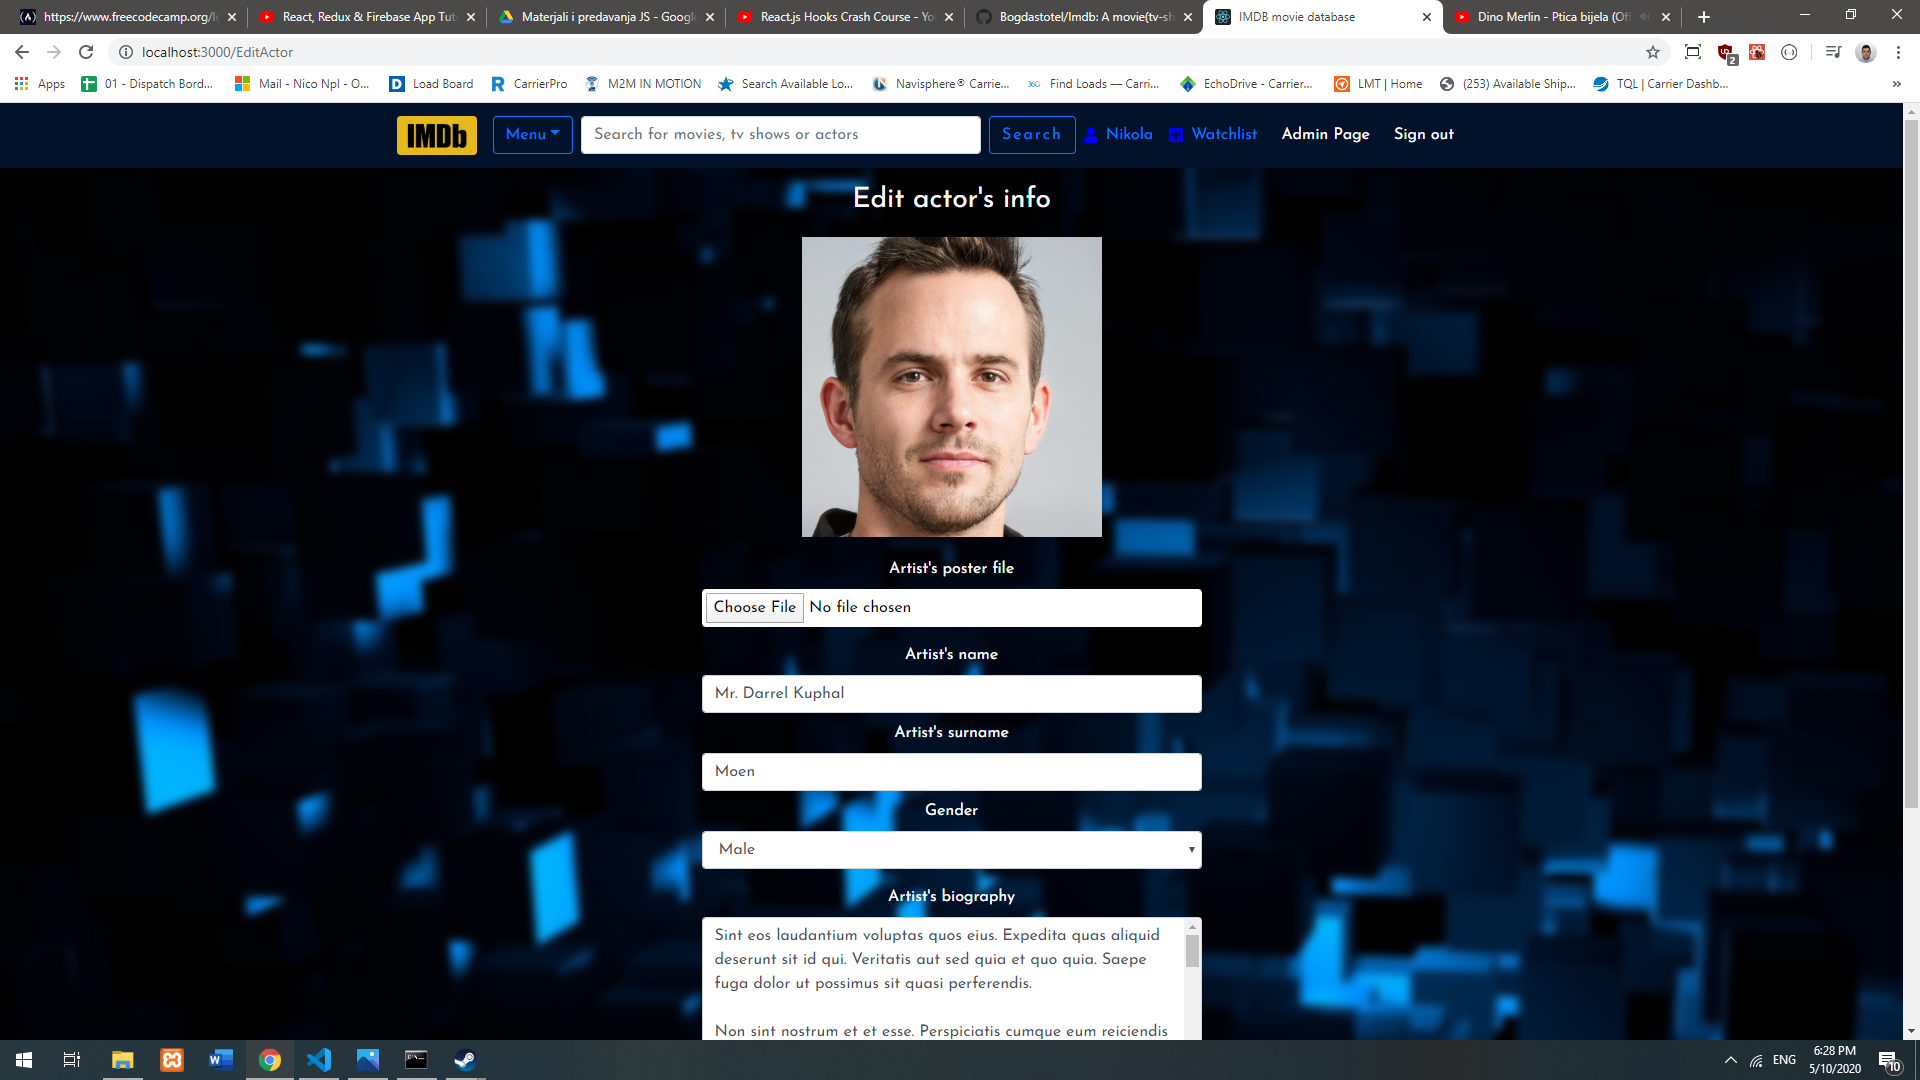 https://www.freecodecamp.org/l
React, Redux & Firebase App Tut
Materjali i predavanja JS - Google
React.js Hooks Crash Course - Yo
Bogdastotel/Imdb: A movie(tv-sh
IMDB movie database
Dino Merlin - Ptica bijela (Off
localhost:3000/EditActor
2
Apps
01 - Dispatch Bord...
Mail - Nico Npl - O...
Load Board
CarrierPro
M2M IN MOTION
Search Available Lo...
Navisphere® Carrie...
360
Find Loads — Carri...
EchoDrive - Carrier...
LMT | Home
(253) Available Ship...
TQL | Carrier Dashb...
IMDb
Menu
Search for movies, tv shows or actors
Search
Nikola
Watchlist
Admin Page
Sign out
Edit actor's info
Artist's poster file
Choose File No file chosen
Artist's name
Mr. Darrel Kuphal
Artist's surname
Moen
Gender
Male
Artist's biography
Sint eos laudantium voluptas quos eius. Expedita quas aliquid
deserunt sit id qui. Veritatis aut sed quia et quo quia. Saepe
fuga dolor ut possimus sit quasi perferendis.
Non sint nostrum et et esse. Perspiciatis cumque eum reiciendis
ENG
6:28 PM
5/10/2020
10